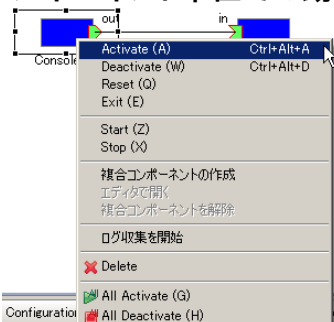 out in
Console
Activate (A) Ctrl+Alt+A
Deactivate (W) Ctrl+Alt+D
Reset (Q)
Exit (E)
Start (Z)
Stop (X)
複合コンポーネントの作成
エディタで開く
複合コンポーネントを解除
ログ収集を開始
Delete
All Activate (G)
Configuration
All Deactivate (H)